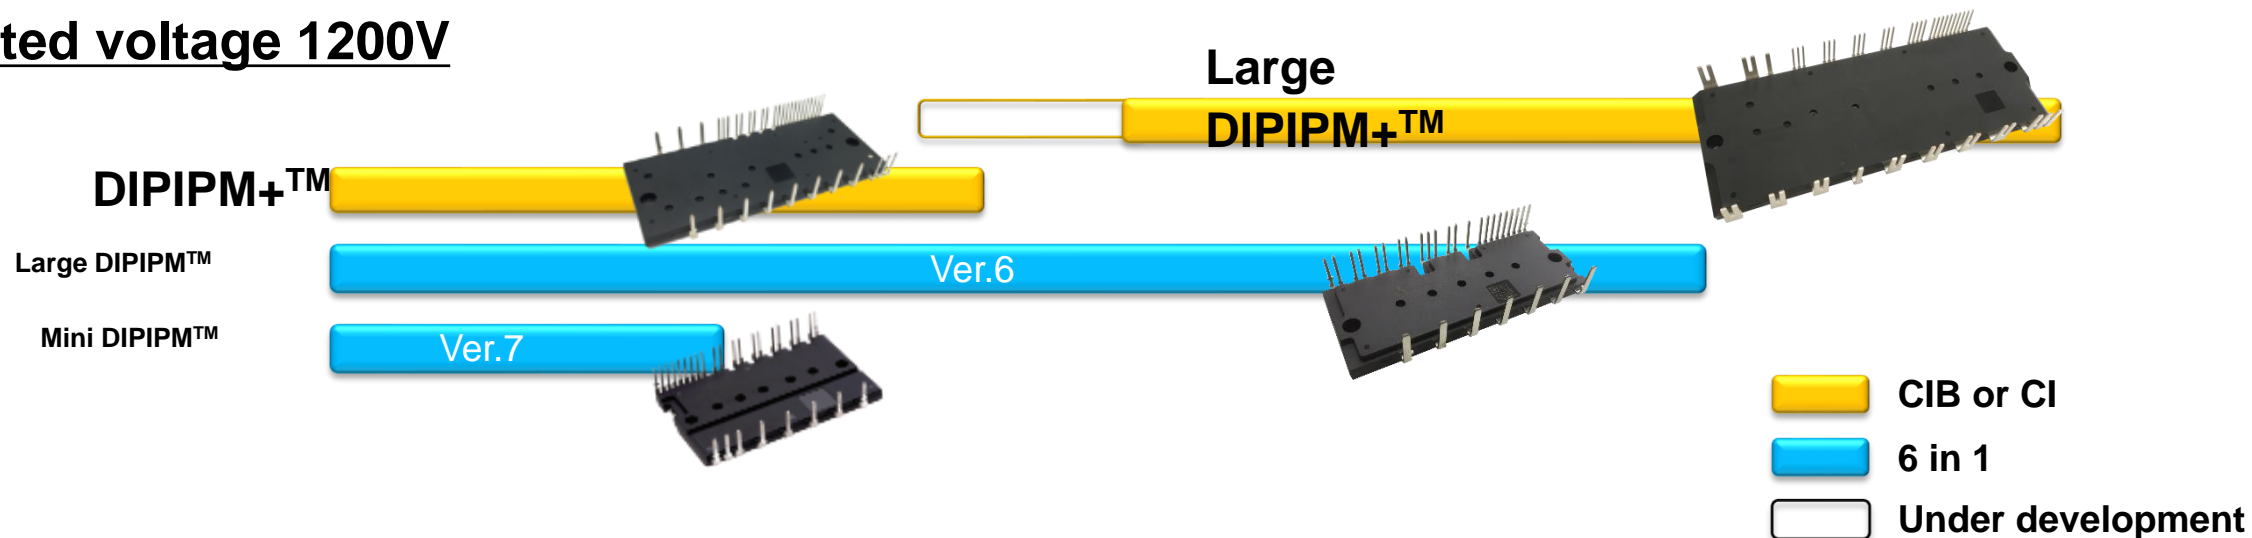 ted voltage 1200V
Large
DIPIPM+TM
DIPIPM+TM
Large DIPIPMTM
Ver.6
Mini DIPIPMTM
Ver.7
CIB or CI
6 in 1
Under development